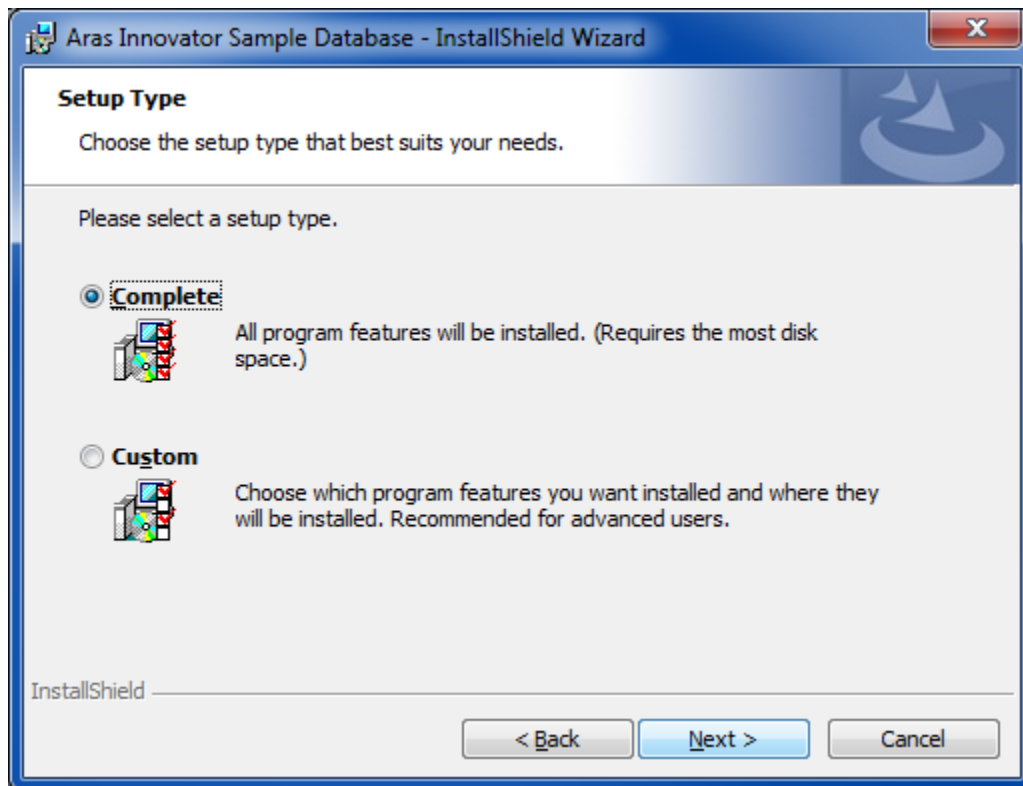 Aras Innovator Sample Database - InstallShield Wizard
Setup Type
Choose the setup type that best suits your needs.
Please select a setup type.
Complete
All program features will be installed. (Requires the most disk
space.)
Custom
Choose which program features you want installed and where they
will be installed. Recommended for advanced users.
InstallShield
< Back
Next >
Cancel